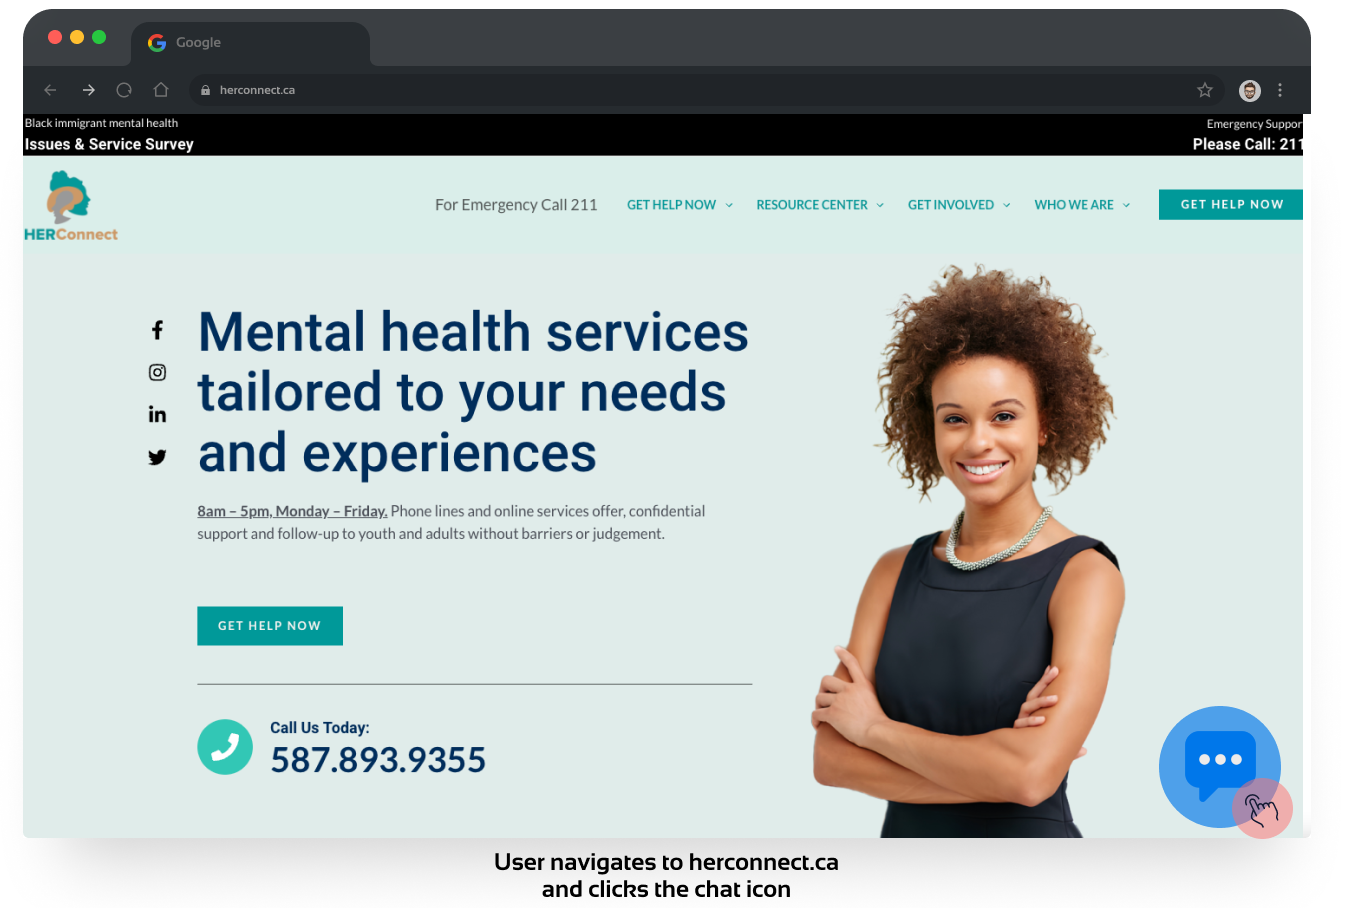 Google
herconnect.ca
Black immigrant mental health
Issues & Service Survey
Emergency Suppor
Please Call: 211
HERConnect
For Emergency Call 211
GET HELP NOW
RESOURCE CENTER
GET INVOLVED
WHO WE ARE
GET HELP NOW
Mental health services
tailored to your needs
and experiences
8am – 5pm, Monday – Friday. Phone lines and online services offer, confidential
support and follow-up to youth and adults without barriers or judgement.
GET HELP NOW
Call Us Today:
587.893.9355
User navigates to herconnect.ca
and clicks the chat icon